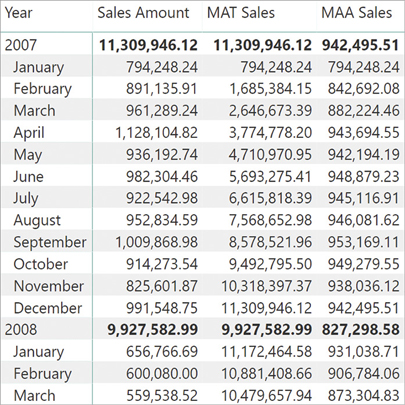 Year Sales Amount MAT Sales MAA Sales
2007 11,309,946.12 11,309,946.12 942,495.51
January 794,248.24 794,248.24 794,248.24
February 891,135.91 1,685,384.15 842,692.08
March 961,289.24 2,646,673.39 882,224.46
April 1,128,104.82 3,774,778.20 943,694.55
May 936,192.74 4,710,970.95 942,194.19
June 982,304.46 5,693,275.41 948,879.23
July 922,542.98 6,615,818.39 945,116.91
August 952,834.59 7,568,652.98 946,081.62
September 1,009,868.98 8,578,521.96 953,169.11
October 914,273.54 9,492,795.50 949,279.55
November 825,601.87 10,318,397.37 938,036.12
December 991,548.75 11,309,946.12 942,495.51
2008 9,927,582.99 9,927,582.99 827,298.58
January 656,766.69 11,172,464.58 931,038.71
February 600,080.00 10,881,408.66 906,784.06
March 559,538.52 10,479,657.94 873,304.83